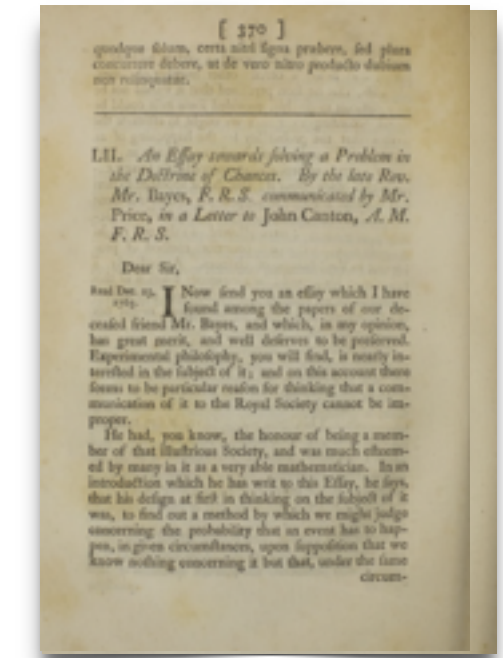 [ 370 ]
quodque solum, certa nitri signa præbere, sed plura
concurrere debere, ut de vero nitro producto dubium
non relinquatur.
LII. An Eſſay towards ſolving a Problem in
the Doctrine of Chances. By the late Rev.
Mr. Bayes, F. R. S. communicated by Mr.
Price, in a Letter to John Canton, A. M.
F. R. S.
Dear Sir,
Read Dec. 23,
1763.
I Now ſend you an eſſay which I have
found among the papers of our de-
ceaſed friend Mr. Bayes, and which, in my opinion,
has great merit, and well deſerves to be preſerved.
Experimental philoſophy, you will find, is nearly in-
tereſted in the ſubject of it; and on this account there
ſeems to be particular reaſon for thinking that a com-
munication of it to the Royal Society cannot be im-
proper.
He had, you know, the honour of being a mem-
ber of that illuſtrious Society, and was much eſteem-
ed by many in it as a very able mathematician. In an
introduction which he has writ to this Eſſay, he ſays,
that his deſign at firſt in thinking on the ſubject of it
was, to find out a method by which we might judge
concerning the probability that an event has to hap-
pen, in given circumſtances, upon ſuppoſition that we
know nothing concerning it but that, under the ſame
circum-